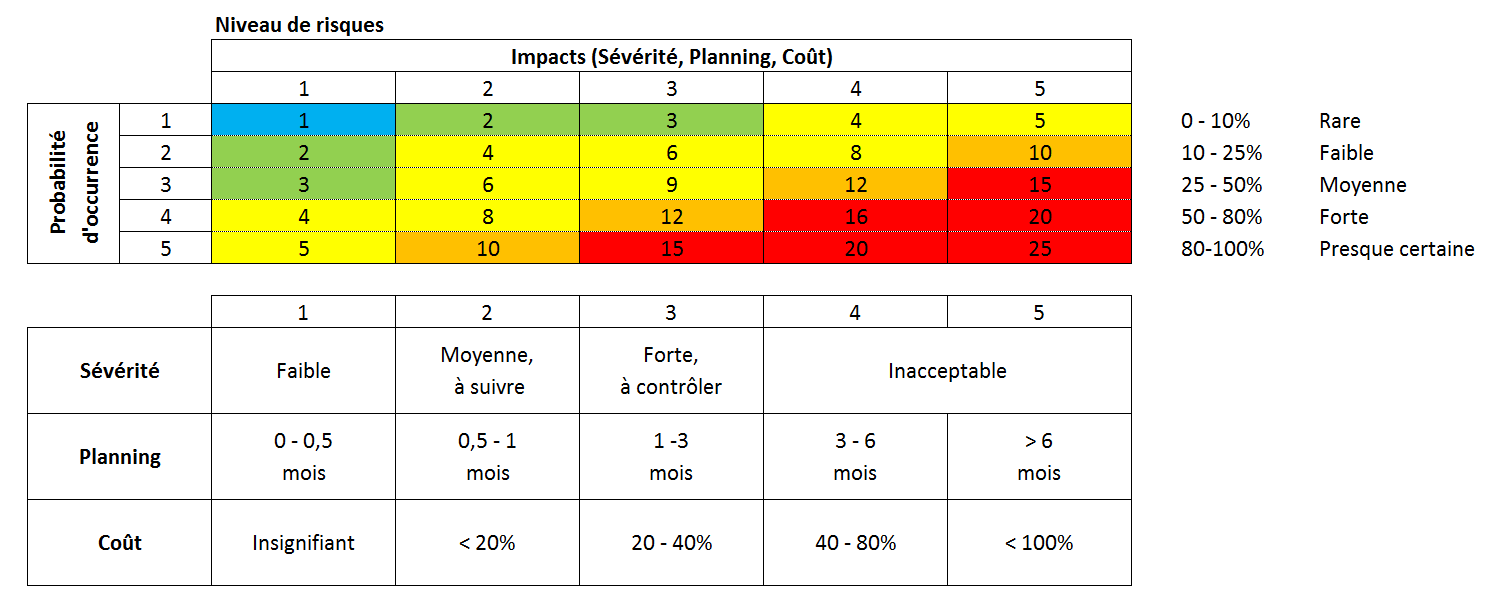 Niveau de risques
Impacts (Sévérité, Planning, Coût)
1 2 3 4 5
Probabilité
d'occurrence
1 1 2 3 4 5 0 - 10% Rare
2 2 4 6 8 10 10 - 25% Faible
3 3 6 9 12 15 25 - 50% Moyenne
4 4 8 12 16 20 50 - 80% Forte
5 5 10 15 20 25 80-100% Presque certaine
1 2 3 4 5
Sévérité
Faible
Moyenne,
à suivre
Forte,
à contrôler
Inacceptable
Planning
0 - 0,5
mois
0,5 - 1
mois
1 -3
mois
3 - 6
mois
> 6
mois
Coût Insignifiant < 20% 20 - 40% 40 - 80% < 100%